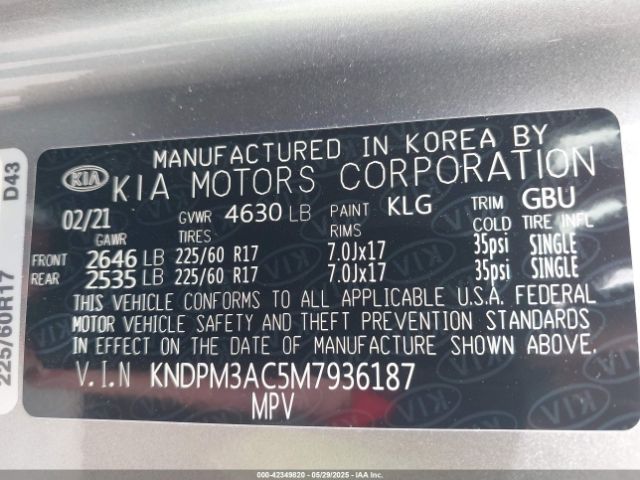 MANUFACTURED IN KOREA BY
KIA KIA MOTORS CORPORATION
02/21 GVWR 4630 LB PAINT KLG TRIM GBU
GAWR TIRES RIMS COLD TIRE INFL
FRONT 2646 LB 225/60 R17 7.0Jx17 35psi SINGLE
REAR 2535 LB 225/60 R17 7.0Jx17 35psi SINGLE
THIS VEHICLE CONFORMS TO ALL APPLICABLE U.S.A. FEDERAL
MOTOR VEHICLE SAFETY AND THEFT PREVENTION STANDARDS
IN EFFECT ON THE DATE OF MANUFACTURE SHOWN ABOVE.
V.I.N KNDPM3AC5M7936187
MPV
D43
225/60R17
000-42349820 - 05/29/2025 - IAAI.COM